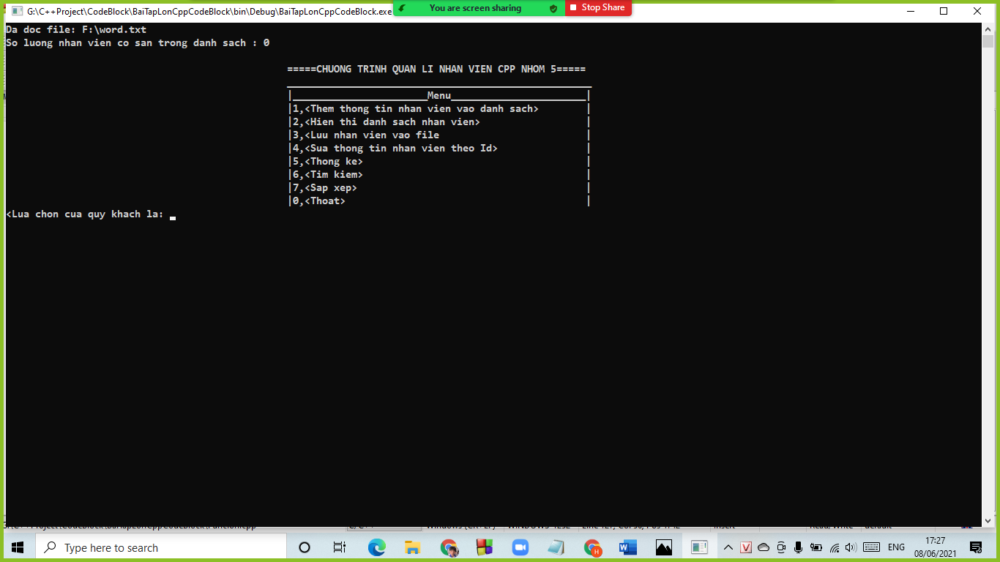 G:\C++Project\CodeBlock\BaiTapLonCppCodeBlock\bin\Debug\BaiTapLonCppCodeBlock.exe
You are screen sharing
Stop Share
Da doc file: F:\word.txt
So luong nhan vien co san trong danh sach : 0
=====CHUONG TRINH QUAN LI NHAN VIEN CPP NHOM 5=====
|_______________________Menu_______________________|
|1,<Them thong tin nhan vien vao danh sach> |
|2,<Hien thi danh sach nhan vien> |
|3,<Luu nhan vien vao file |
|4,<Sua thong tin nhan vien theo Id> |
|5,<Thong ke> |
|6,<Tim kiem> |
|7,<Sap xep> |
|0,<Thoat> |
<Lua chon cua quy khach la:
Type here to search
ENG
17:27
08/06/2021